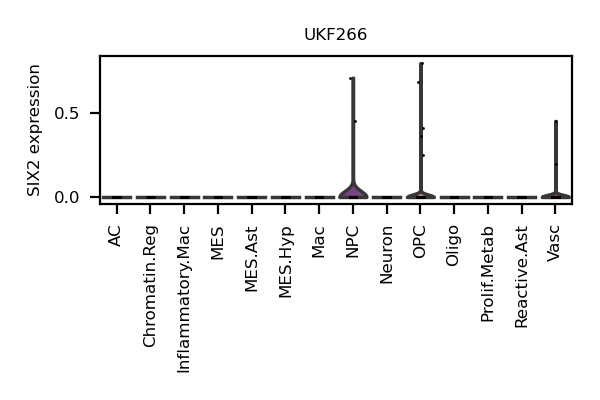 UKF266
SIX2 expression
0.5
0.0
AC
Chromatin.Reg
Inflammatory.Mac
MES
MES.Ast
MES.Hyp
Mac
NPC
Neuron
OPC
Oligo
Prolif.Metab
Reactive.Ast
Vasc